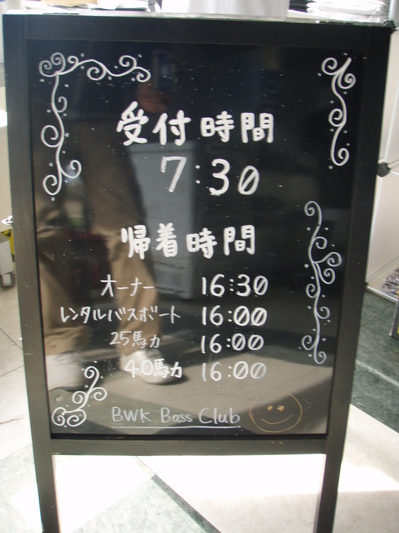 受付時間
7:30
帰着時間
オーナー 16:30
レンタルバスボート 16:00
25馬力 16:00
40馬力 16:00
BWK Bass Club